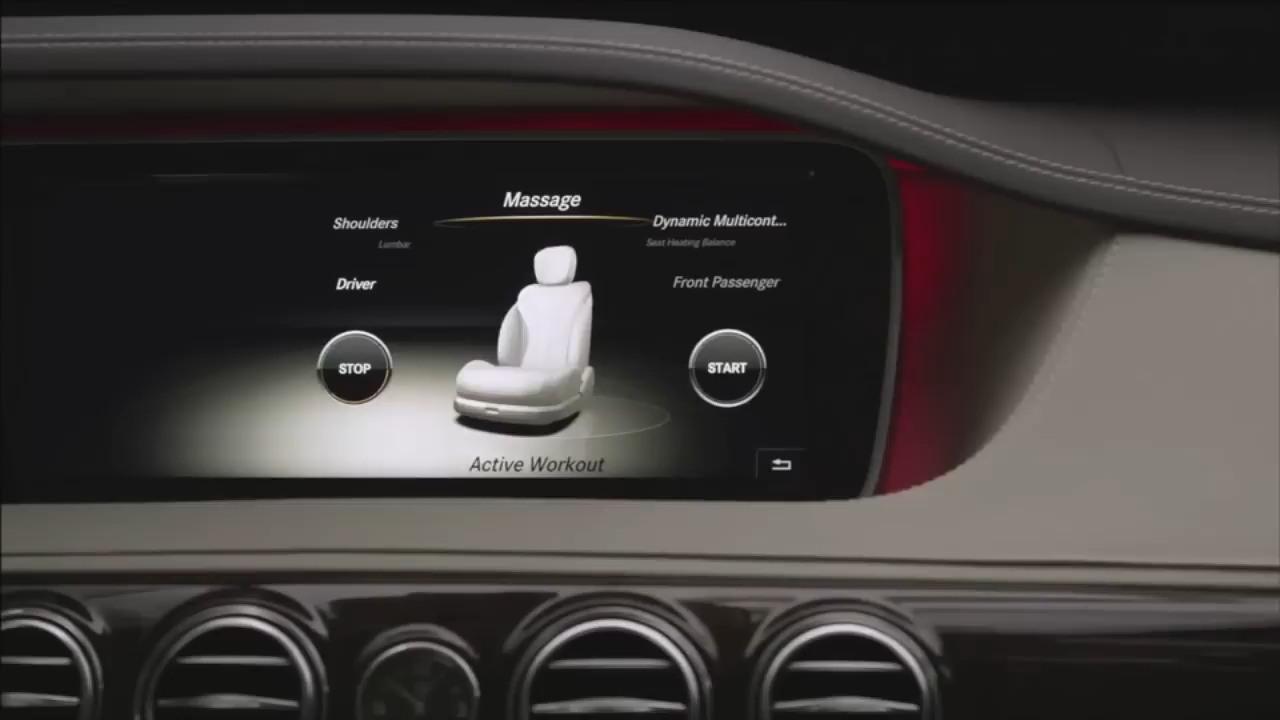 Massage
Shoulders
Dynamic Multicont...
Lumbar
Seat Heating Balance
Driver
Front Passenger
STOP
START
Active Workout